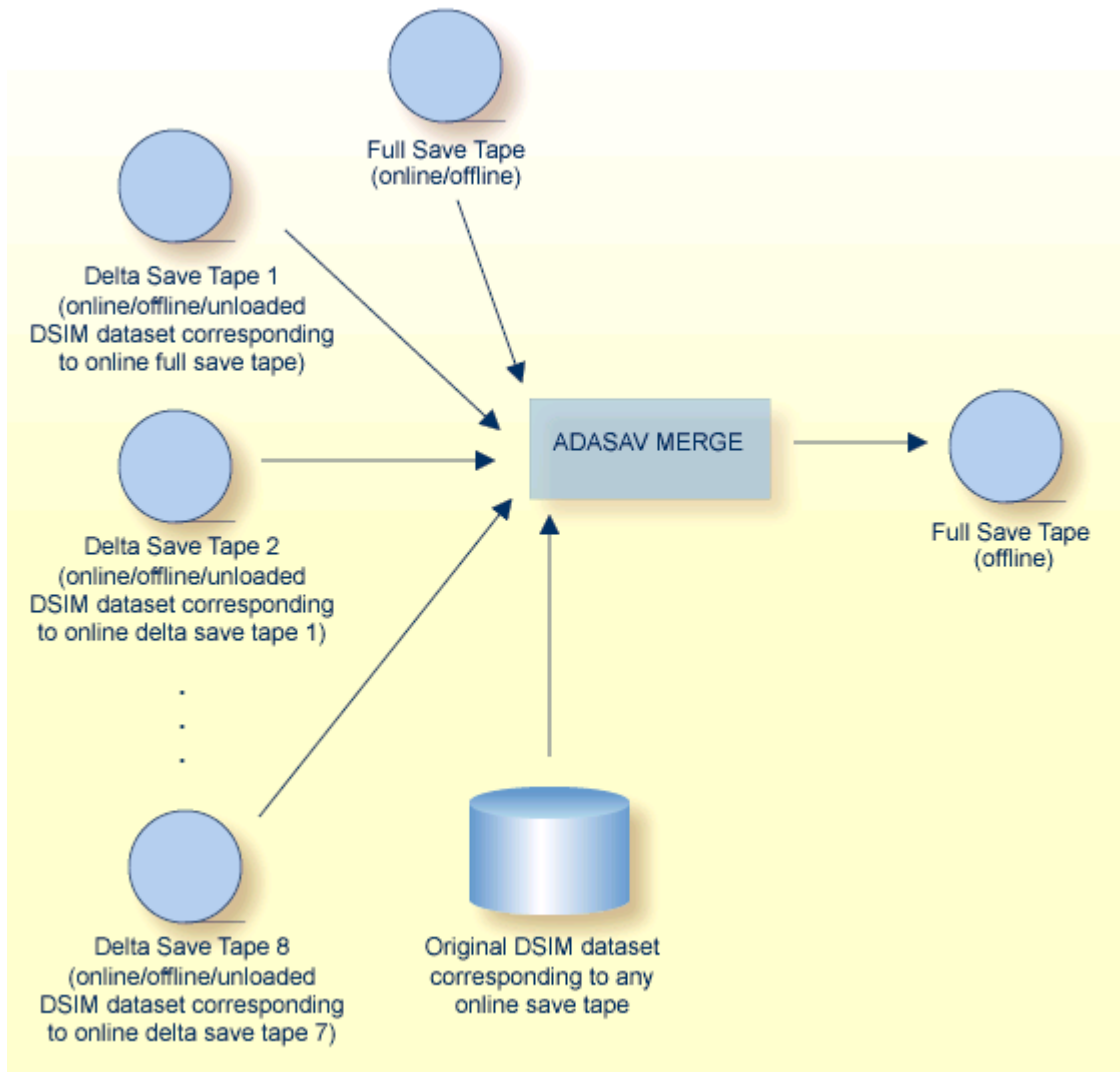 Full Save Tape
(online/offline)
Delta Save Tape 1
(online/offline/unloaded
DSIM dataset corresponding
to online full save tape)
ADASAV MERGE
Full Save Tape
(offline)
Delta Save Tape 2
(online/offline/unloaded
DSIM dataset corresponding
to online delta save tape 1)
.
.
.
Delta Save Tape 8
(online/offline/unloaded
DSIM dataset corresponding
to online delta save tape 7)
Original DSIM dataset
corresponding to any
online save tape